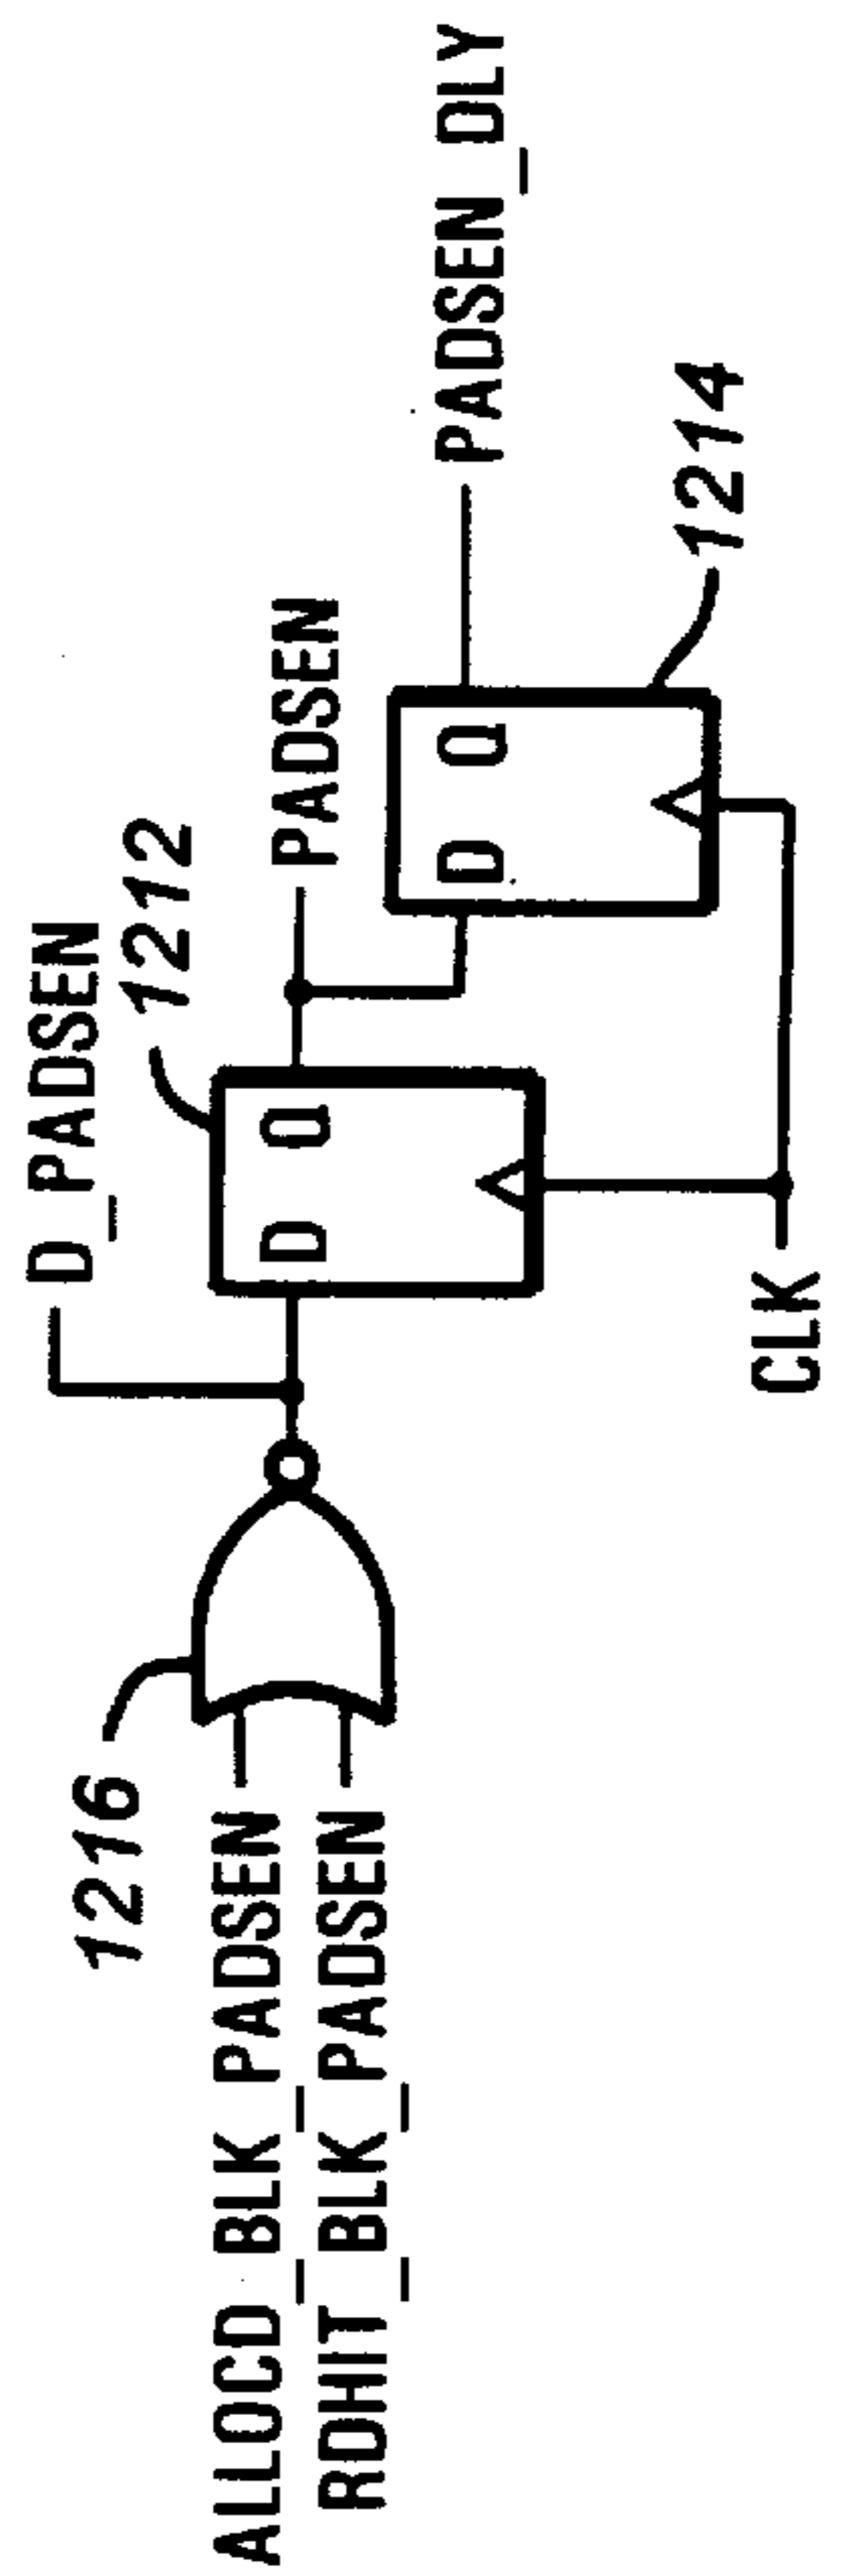 D_PADSEN
1212
PADSEN
PADSEN_DLY
1216
ALLOCD_BLK_PADSEN
RDHIT_BLK_PADSEN
D Q
D Q
1214
CLK